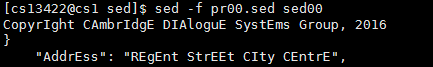 [cs13422@cs1 sed]$ sed -f pr00.sed sed00
CopyrIght CAmbrIdgE DIAloguE SystEms Group, 2016
}
    "AddrEss": "REgEnt StrEEt CIty CEntrE",